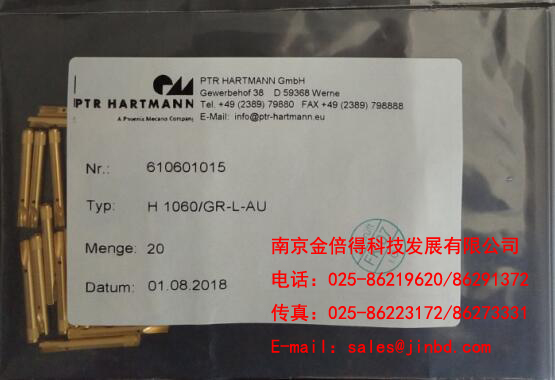 PTR HARTMANN
A Phoenix Mecano Company
PTR HARTMANN GmbH
Gewerbehof 38 D 59368 Werne
Tel. +49 (2389) 79880 FAX +49 (2389) 798888
E-Mail: info@ptr-hartmann.eu
Nr.: 610601015
Typ: H 1060/GR-L-AU
Menge: 20
Datum: 01.08.2018
南京金倍得科技发展有限公司
电话：025-86219620/86291372
传真：025-86223172/86273331
E-mail：sales@jinbd.com